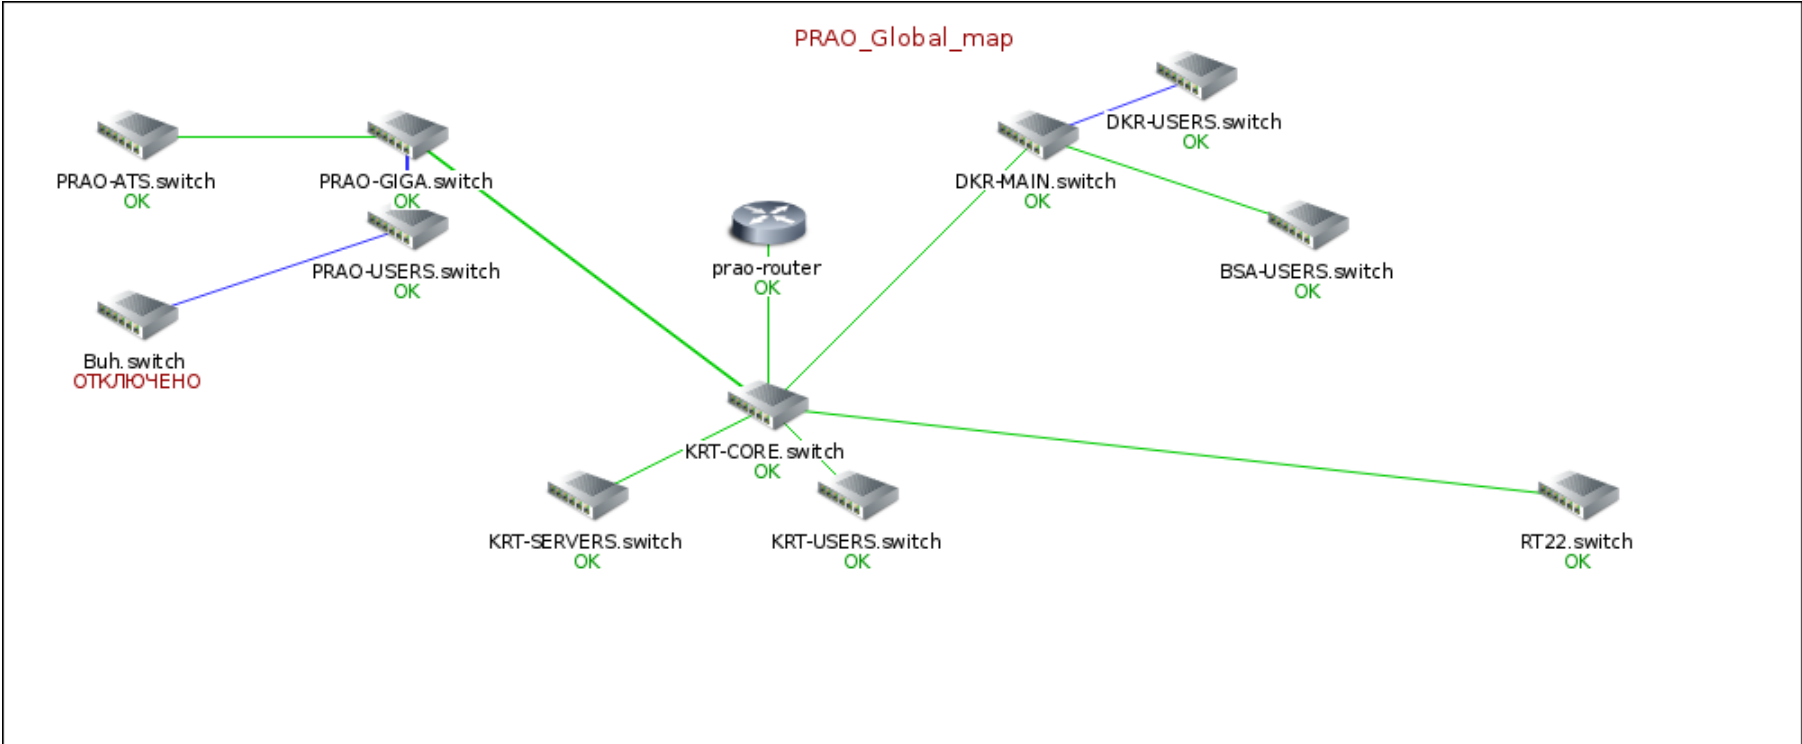 PRAO_Global_map
DKR-USERS.switch
OK
PRAO-ATS.switch
OK
PRAO-GIGA.switch
OK
DKR-MAIN.switch
OK
prao-router
OK
PRAO-USERS.switch
OK
BSA-USERS.switch
OK
Buh.switch
ОТКЛЮЧЕНО
KRT-CORE.switch
OK
KRT-SERVERS.switch
OK
KRT-USERS.switch
OK
RT22.switch
OK